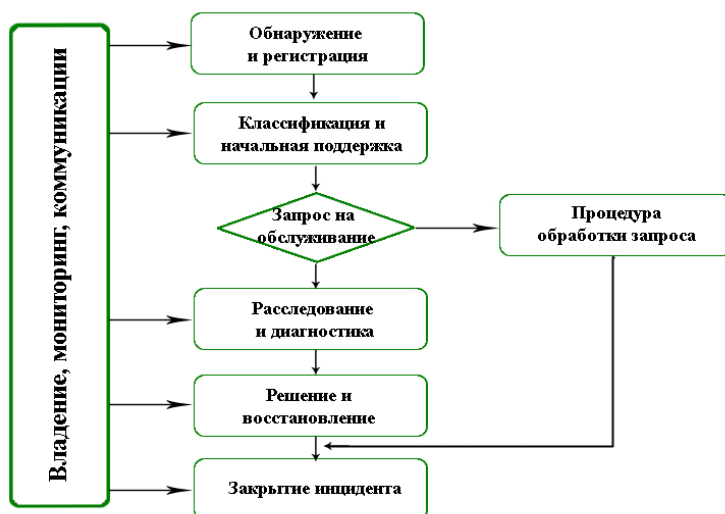 Владение, мониторинг, коммуникации
Обнаружение
и регистрация
Классификация и
начальная поддержка
Запрос на
обслуживание
Процедура
обработки запроса
Расследование
и диагностика
Решение и
восстановление
Закрытие инцидента